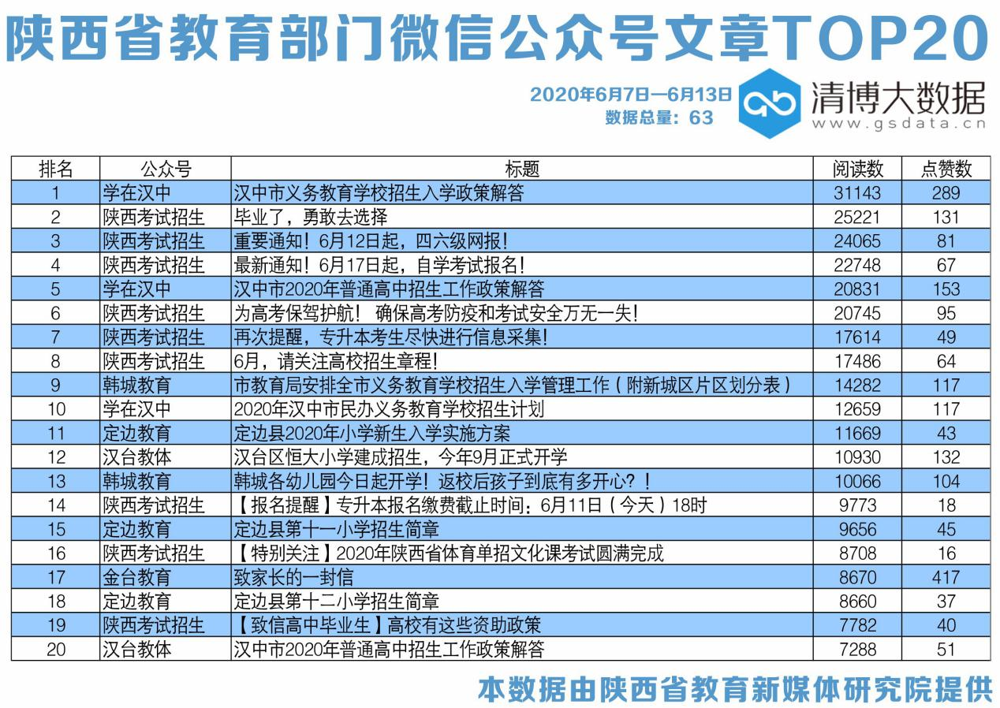 陕西省教育部门微信公众号文章TOP20
2020年6月7日—6月13日
数据总量：63
清博大数据
www.gsdata.cn
排名 公众号 标题 阅读数 点赞数
1 学在汉中 汉中市义务教育学校招生入学政策解答 31143 289
2 陕西考试招生 毕业了，勇敢去选择 25221 131
3 陕西考试招生 重要通知！6月12日起，四六级网报！ 24065 81
4 陕西考试招生 最新通知！6月17日起，自学考试报名！ 22748 67
5 学在汉中 汉中市2020年普通高中招生工作政策解答 20831 153
6 陕西考试招生 为高考保驾护航！ 确保高考防疫和考试安全万无一失！ 20745 95
7 陕西考试招生 再次提醒，专升本考生尽快进行信息采集！ 17614 49
8 陕西考试招生 6月，请关注高校招生章程！ 17486 64
9 韩城教育 市教育局安排全市义务教育学校招生入学管理工作（附新城区片区划分表） 14282 117
10 学在汉中 2020年汉中市民办义务教育学校招生计划 12659 117
11 定边教育 定边县2020年小学新生入学实施方案 11669 43
12 汉台教体 汉台区恒大小学建成招生，今年9月正式开学 10930 132
13 韩城教育 韩城各幼儿园今日起开学！返校后孩子到底有多开心？！ 10066 104
14 陕西考试招生 【报名提醒】专升本报名缴费截止时间：6月11日（今天）18时 9773 18
15 定边教育 定边县第十一小学招生简章 9656 45
16 陕西考试招生 【特别关注】2020年陕西省体育单招文化课考试圆满完成 8708 16
17 金台教育 致家长的一封信 8670 417
18 定边教育 定边县第十二小学招生简章 8660 37
19 陕西考试招生 【致信高中毕业生】高校有这些资助政策 7782 40
20 汉台教体 汉中市2020年普通高中招生工作政策解答 7288 51
本数据由陕西省教育新媒体研究院提供